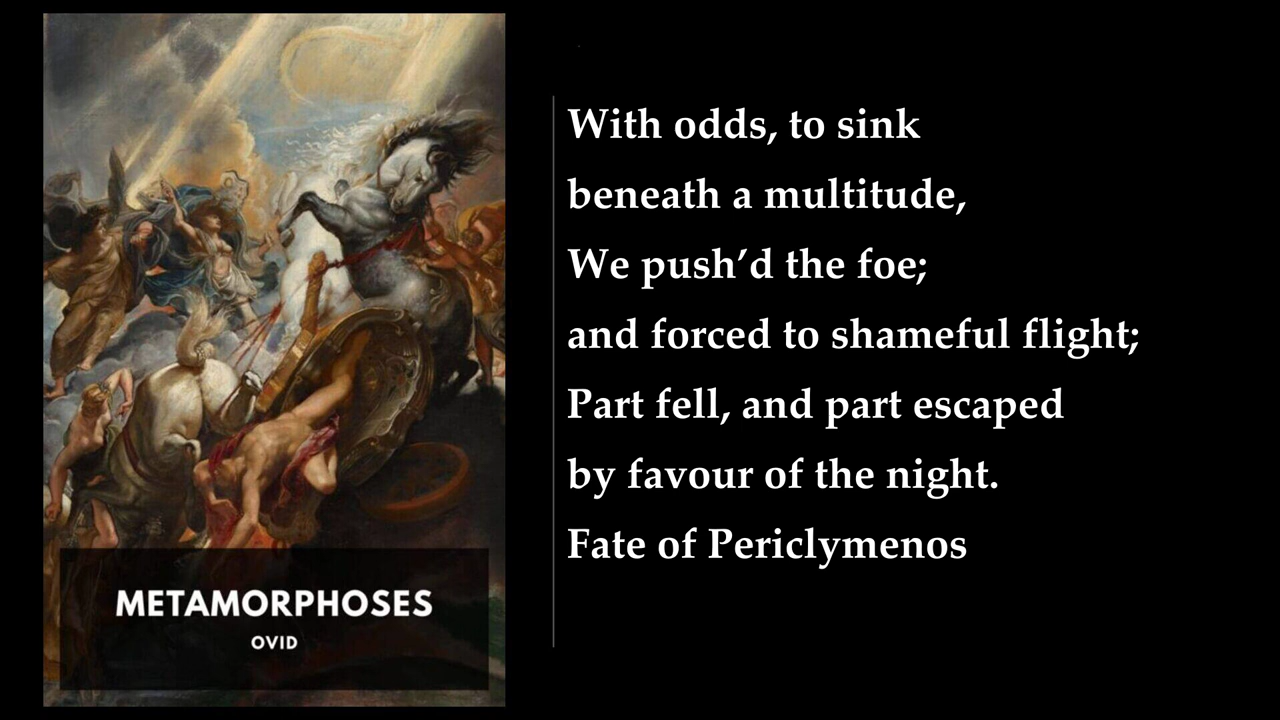 METAMORPHOSES
OVID
With odds, to sink
beneath a multitude,
We push’d the foe;
and forced to shameful flight;
Part fell, and part escaped
by favour of the night.
Fate of Periclymenos